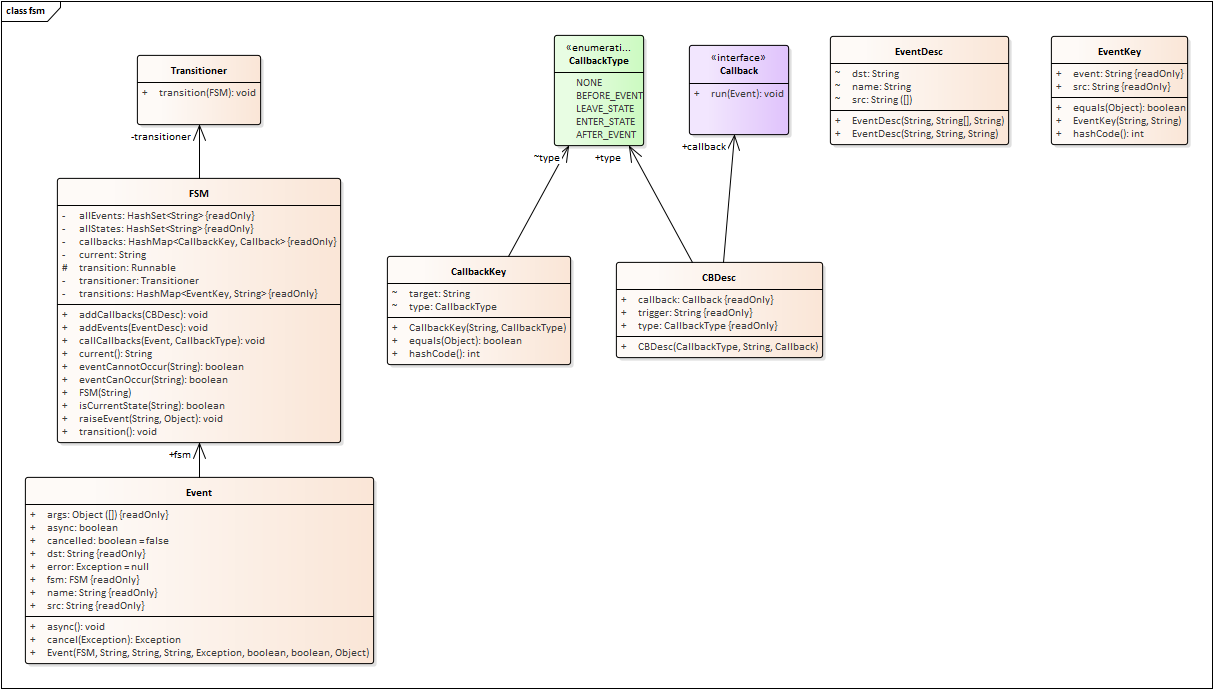 class fsm
Transitioner
+ transition(FSM): void
-transitioner
FSM
- allEvents: HashSet<String> {readOnly}
- allStates: HashSet<String> {readOnly}
- callbacks: HashMap<CallbackKey, Callback> {readOnly}
- current: String
# transition: Runnable
- transitioner: Transitioner
- transitions: HashMap<EventKey, String> {readOnly}
+ addCallbacks(CBDesc): void
+ addEvents(EventDesc): void
+ callCallbacks(Event, CallbackType): void
+ current(): String
+ eventCannotOccur(String): boolean
+ eventCanOccur(String): boolean
+ FSM(String)
+ isCurrentState(String): boolean
+ raiseEvent(String, Object): void
+ transition(): void
+fsm
Event
+ args: Object ([]) {readOnly}
+ async: boolean
+ cancelled: boolean = false
+ dst: String {readOnly}
+ error: Exception = null
+ fsm: FSM {readOnly}
+ name: String {readOnly}
+ src: String {readOnly}
+ async(): void
+ cancel(Exception): Exception
+ Event(FSM, String, String, String, Exception, boolean, boolean, Object)
«enumerati...
CallbackType
NONE
BEFORE_EVENT
LEAVE_STATE
ENTER_STATE
AFTER_EVENT
~type
+type
«interface»
Callback
+ run(Event): void
+callback
CallbackKey
~ target: String
~ type: CallbackType
+ CallbackKey(String, CallbackType)
+ equals(Object): boolean
+ hashCode(): int
CBDesc
+ callback: Callback {readOnly}
+ trigger: String {readOnly}
+ type: CallbackType {readOnly}
+ CBDesc(CallbackType, String, Callback)
EventDesc
~ dst: String
~ name: String
~ src: String ([])
+ EventDesc(String, String[], String)
+ EventDesc(String, String, String)
EventKey
+ event: String {readOnly}
+ src: String {readOnly}
+ equals(Object): boolean
+ EventKey(String, String)
+ hashCode(): int